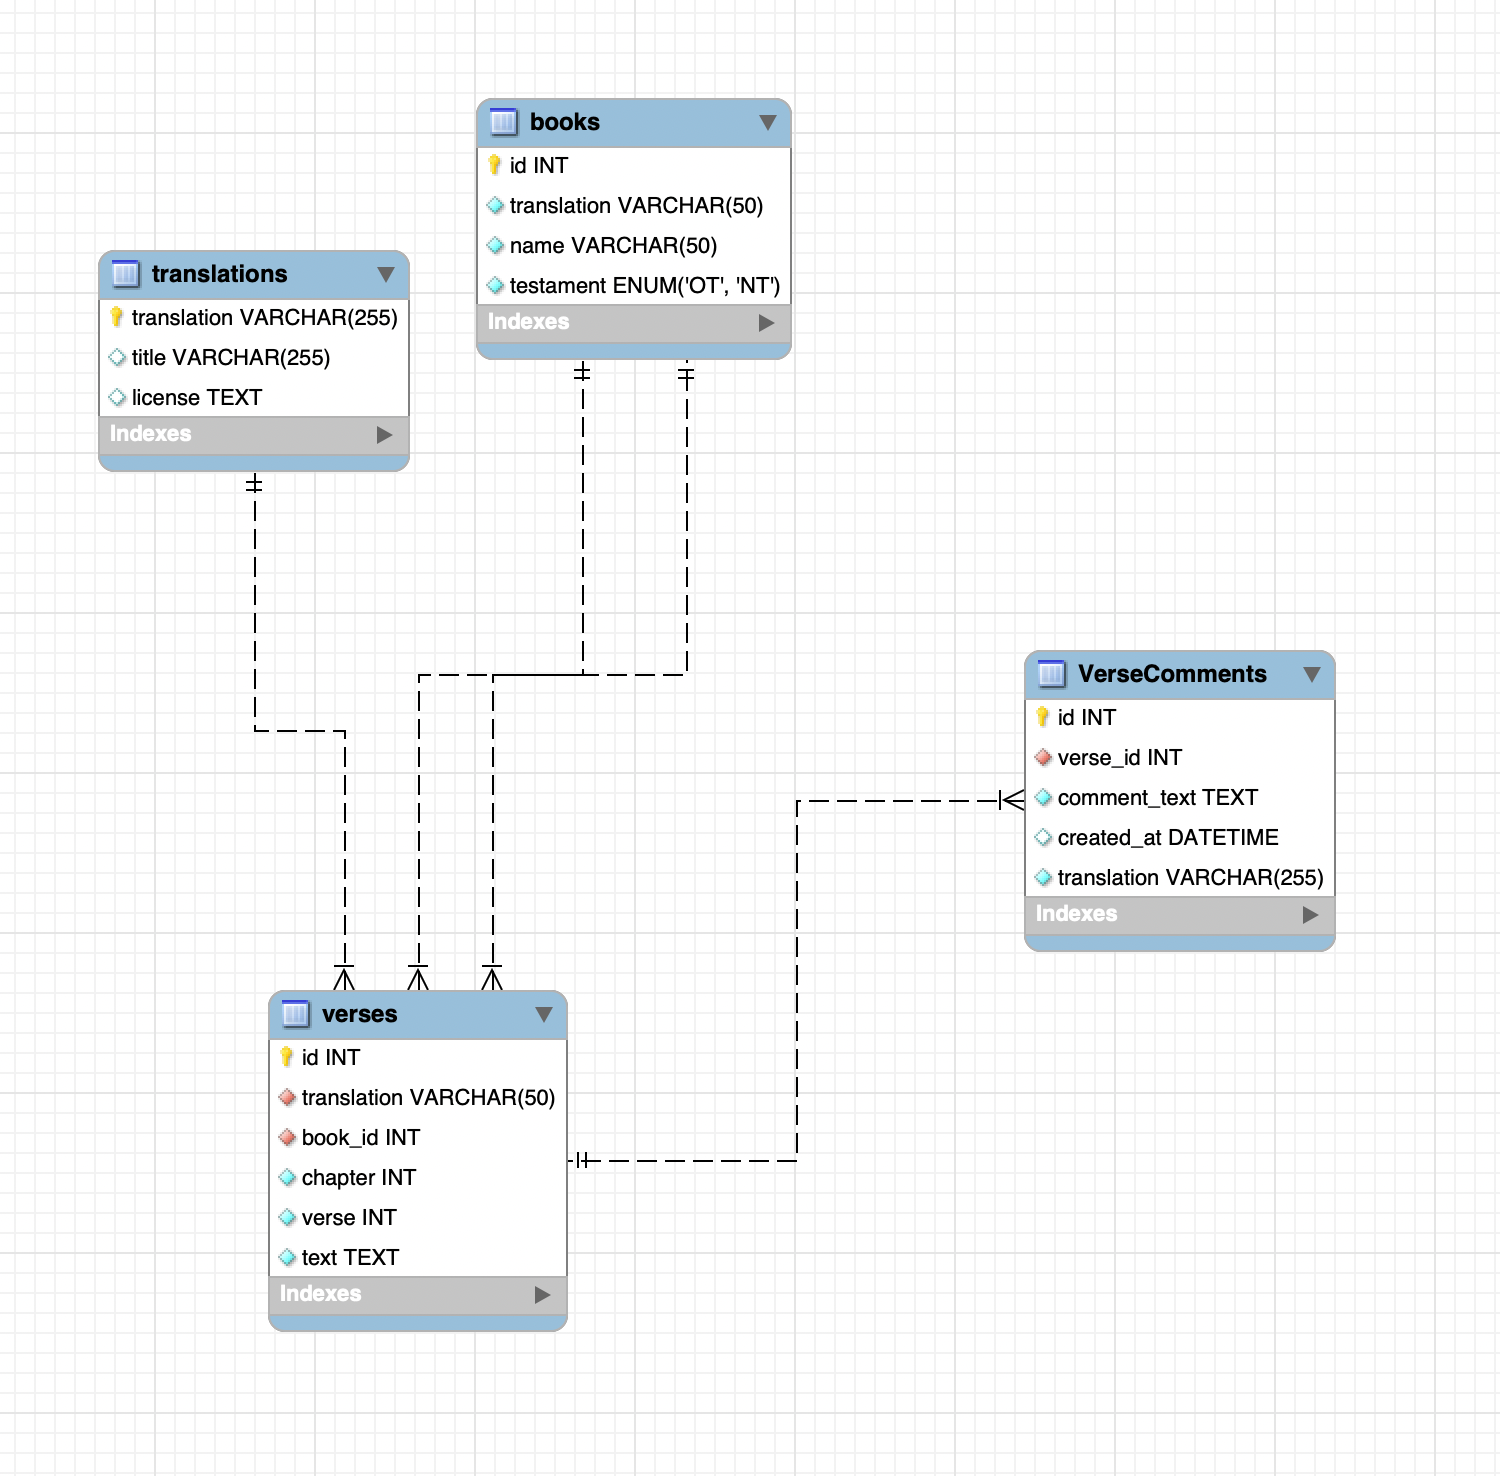 books
id INT
translation VARCHAR(50)
name VARCHAR(50)
testament ENUM('OT', 'NT')
Indexes
translations
translation VARCHAR(255)
title VARCHAR(255)
license TEXT
Indexes
VerseComments
id INT
verse_id INT
comment_text TEXT
created_at DATETIME
translation VARCHAR(255)
Indexes
verses
id INT
translation VARCHAR(50)
book_id INT
chapter INT
verse INT
text TEXT
Indexes